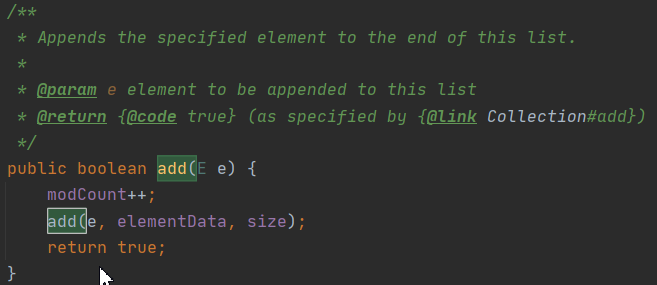 /**
 * Appends the specified element to the end of this list.
 *
 * @param e element to be appended to this list
 * @return {@code true} (as specified by {@link Collection#add})
 */
public boolean add(E e) {
    modCount++;
    add(e, elementData, size);
    return true;
}